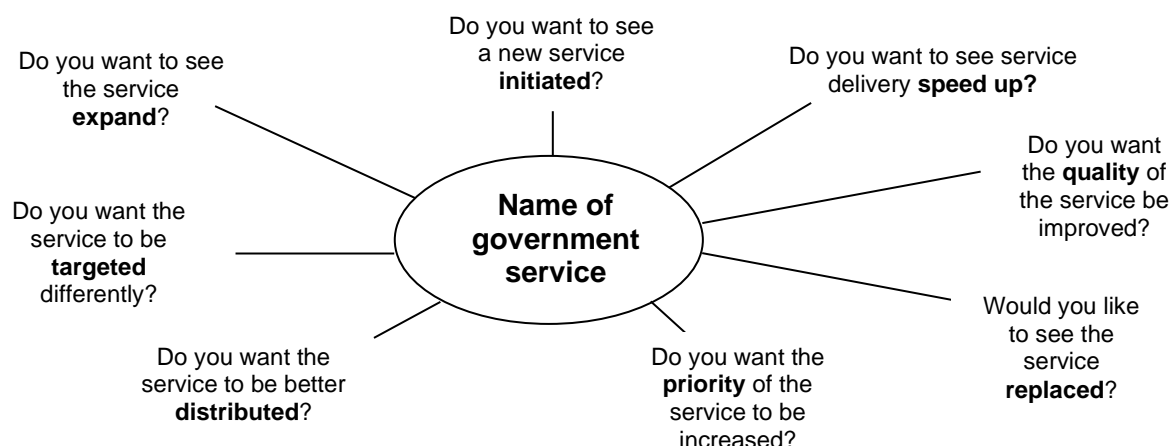 Do you want to see
a new service
initiated?
Do you want to see
the service
expand?
Do you want to see service
delivery speed up?
Do you want
the quality of
the service be
improved?
Name of
government
service
Do you want the
service to be
targeted
differently?
Would you like
to see the
service
replaced?
Do you want the
service to be better
distributed?
Do you want the
priority of the
service to be
increased?